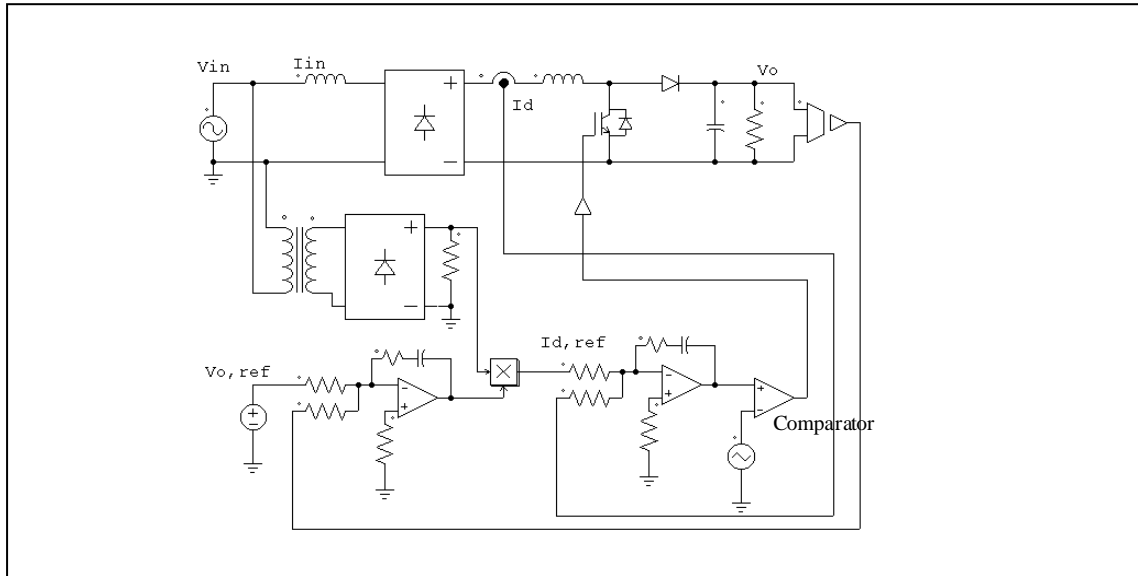 Vin
Iin
Id
Vo
Vo,ref
Id,ref
Comparator